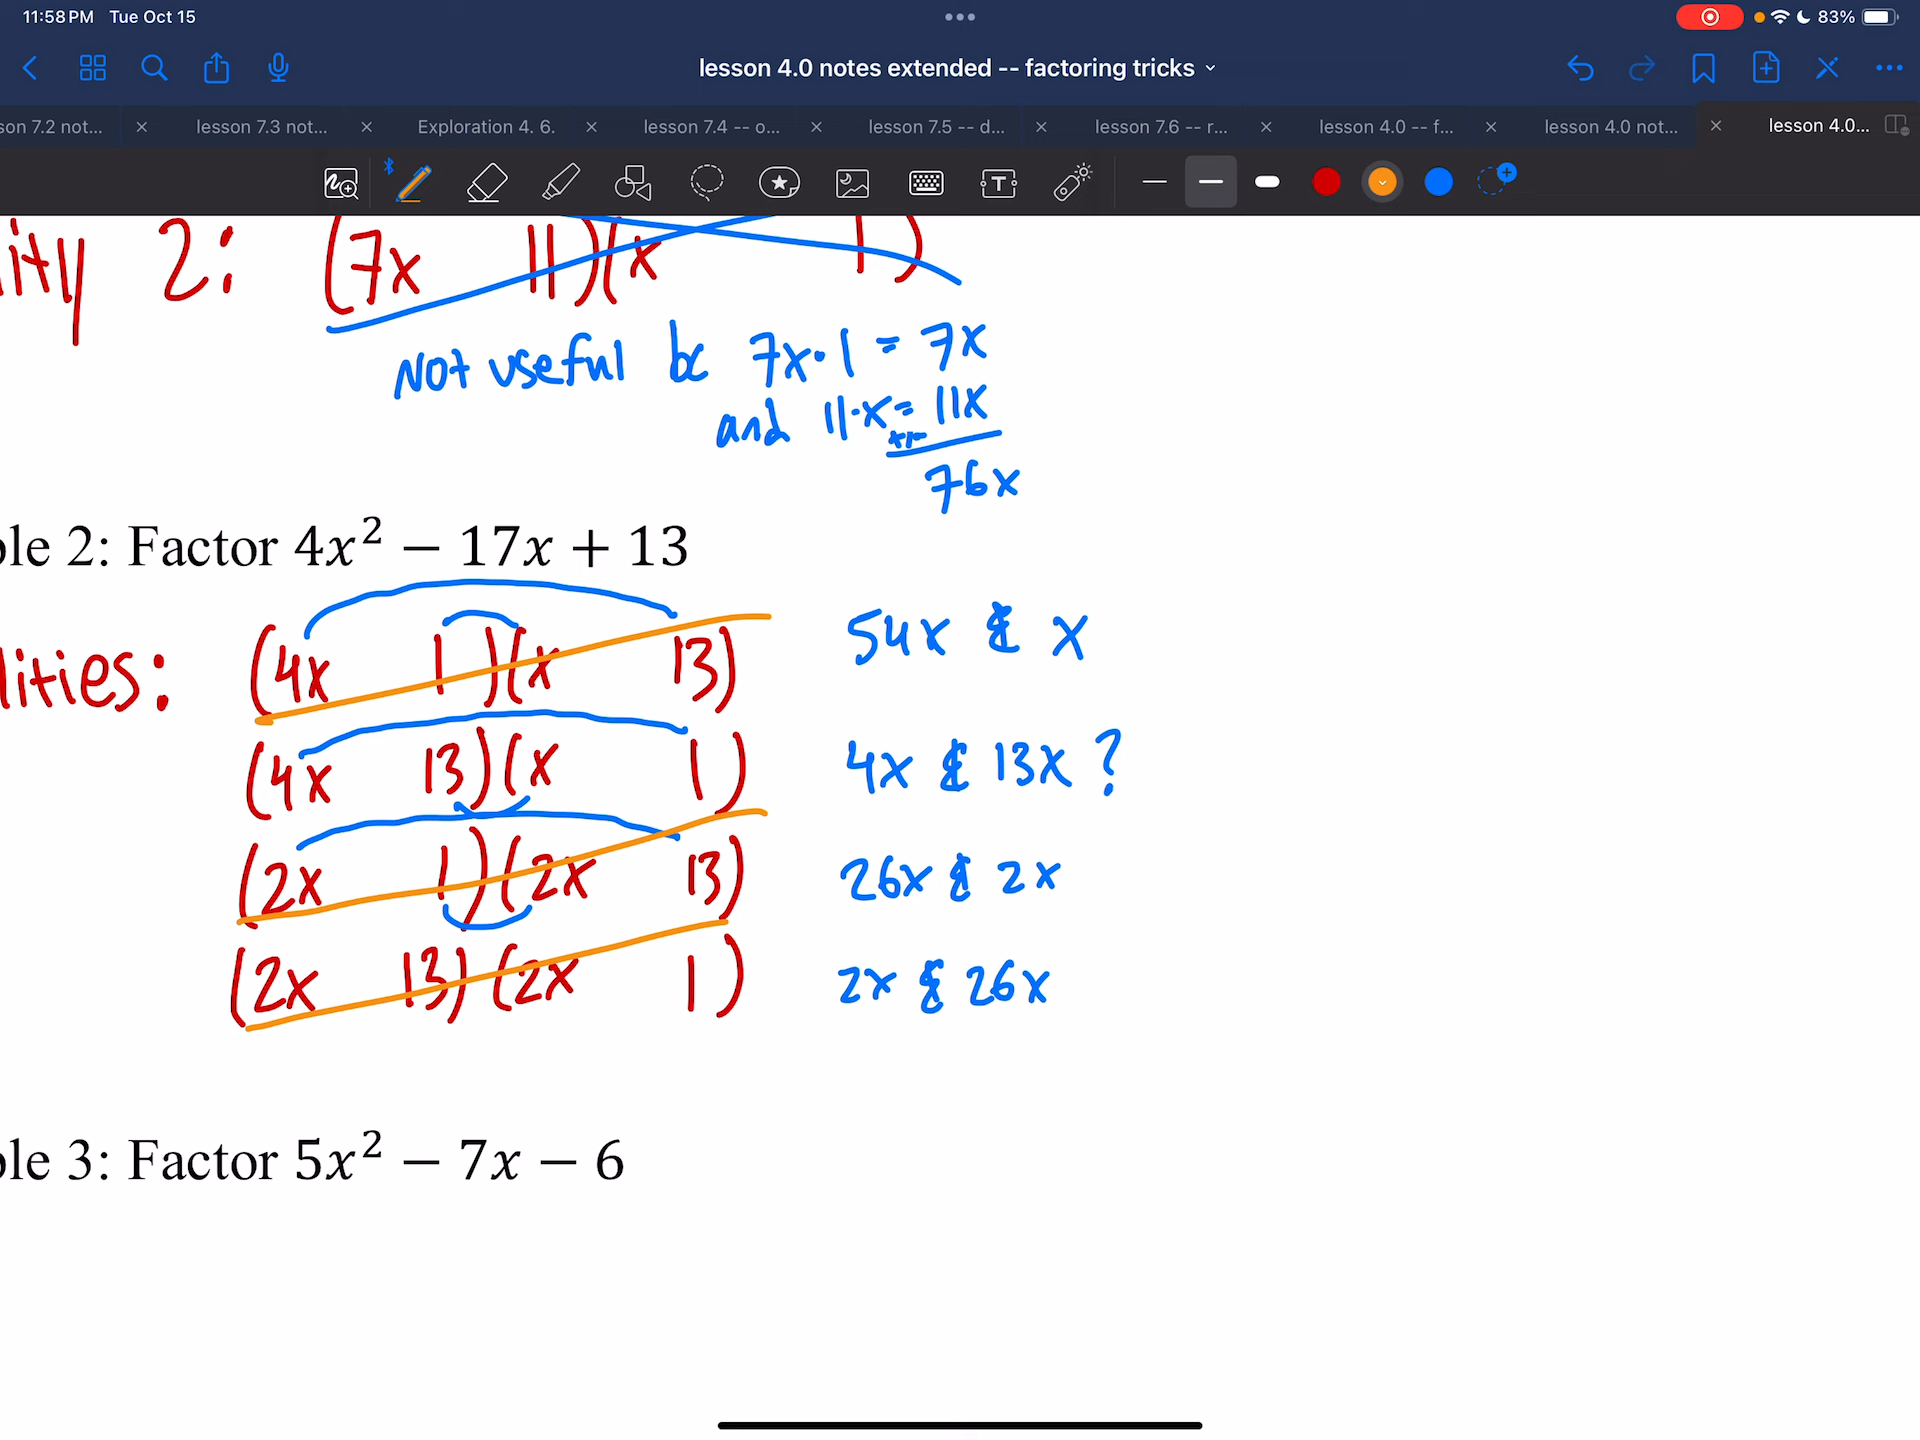 11:58 PM Tue Oct 15
83%
lesson 4.0 notes extended -- factoring tricks
son 7.2 not... lesson 7.3 not... Exploration 4. 6. lesson 7.4 -- o... lesson 7.5 -- d... lesson 7.6 -- r... lesson 4.0 -- f... lesson 4.0 not... lesson 4.0...
ity 2: (7x 11)(x 1)
Not useful bc 7x·1 = 7x
and 11·x = 11x
+/-
76x
le 2: Factor 4x² − 17x + 13
lities: (4x 1)(x 13) 54x & x
(4x 13)(x 1) 4x & 13x ?
(2x 1)(2x 13) 26x & 2x
(2x 13)(2x 1) 2x & 26x
le 3: Factor 5x² − 7x − 6